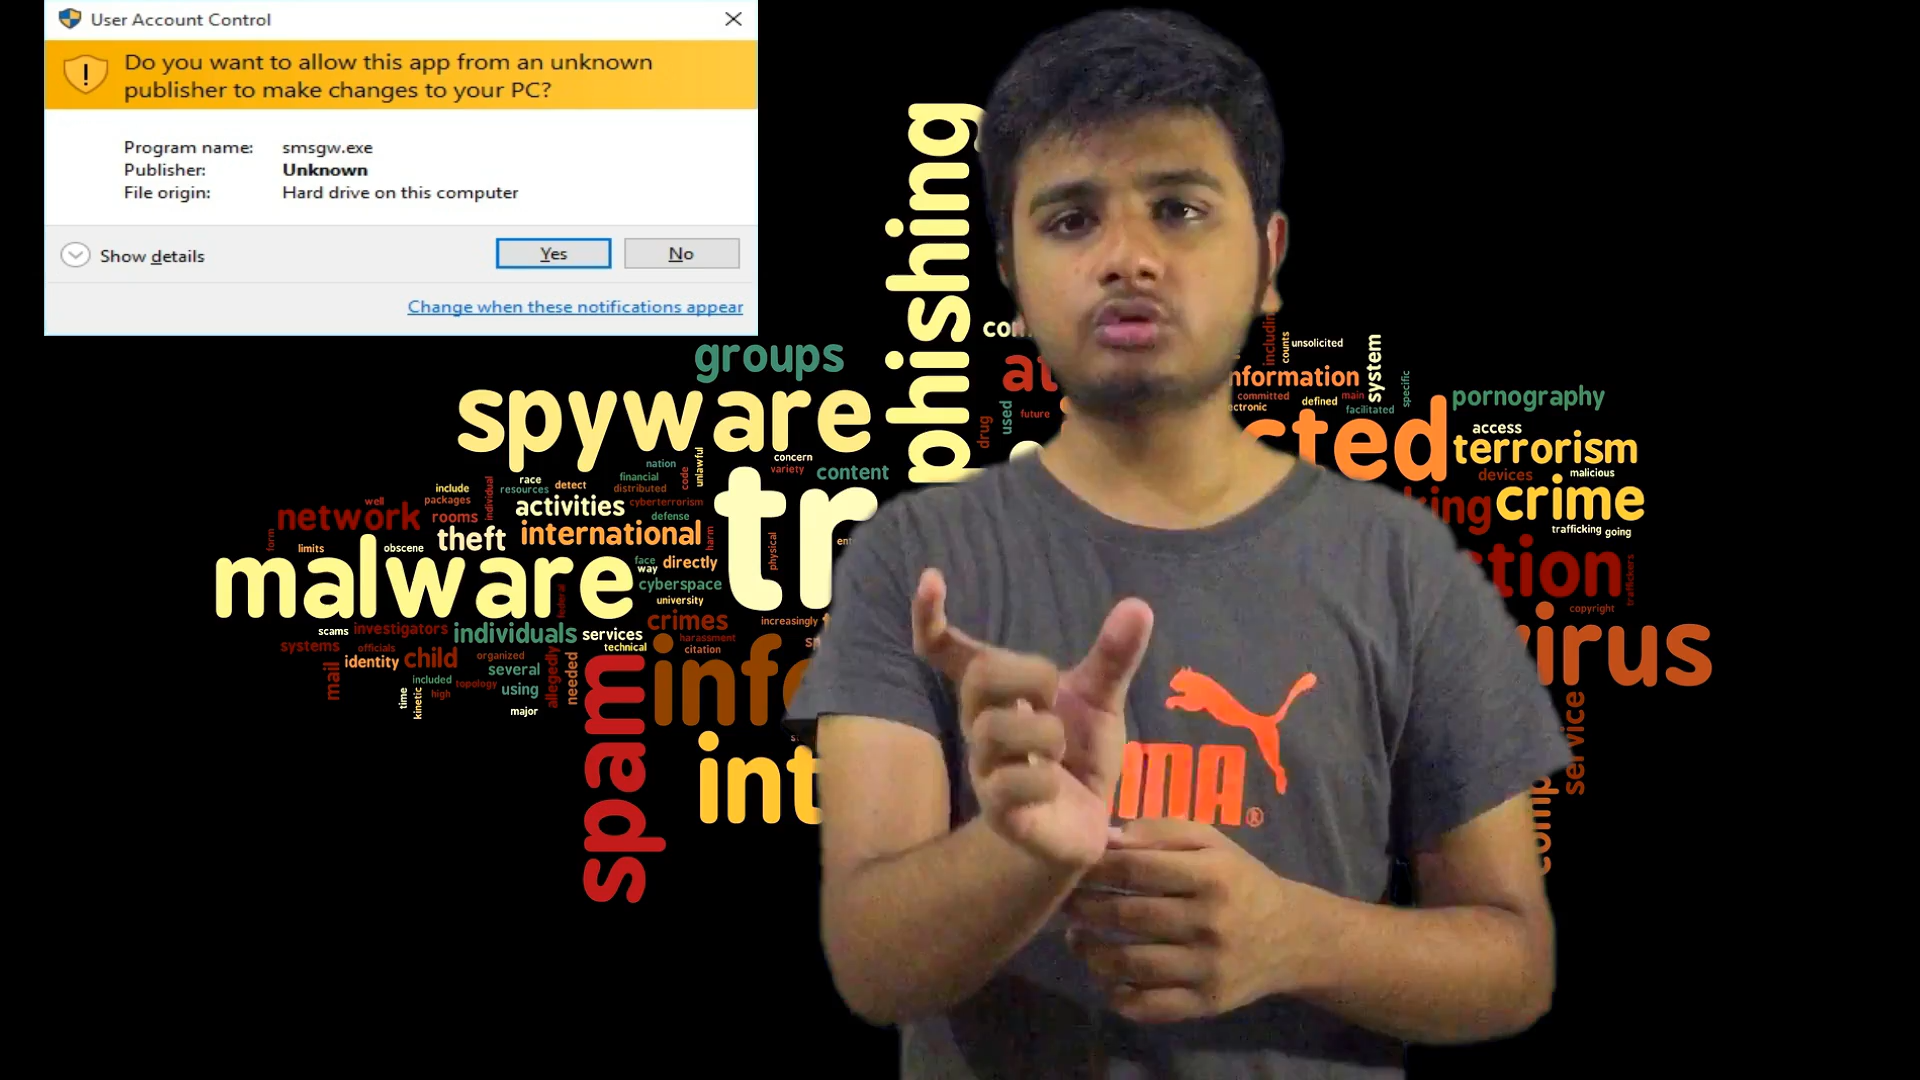 User Account Control
Do you want to allow this app from an unknown
publisher to make changes to your PC?
Program name: smsgw.exe
Publisher: Unknown
File origin: Hard drive on this computer
Show details
Yes
No
Change when these notifications appear
phishing
groups
spyware
unsolicited
counts
system
specific
committed
main
defined
facilitated
pornography
access
terrorism
devices
malicious
crime
trafficking
going
used
future
drug
concern
variety
content
nation
financial
distributed
code
unlawful
race
resources
detect
include
packages
individual
activities
cyberterrorism
defense
well
network
rooms
theft
international
harm
physical
form
limits
obscene
malware
face
way
directly
cyberspace
university
federal
crimes
increasingly
harassment
citation
scams
investigators
individuals
services
technical
systems
officials
identity
child
organized
several
mail
included
high
topology
using
time
kinetic
major
allegedly
needed
spam
traffickers
copyright
service